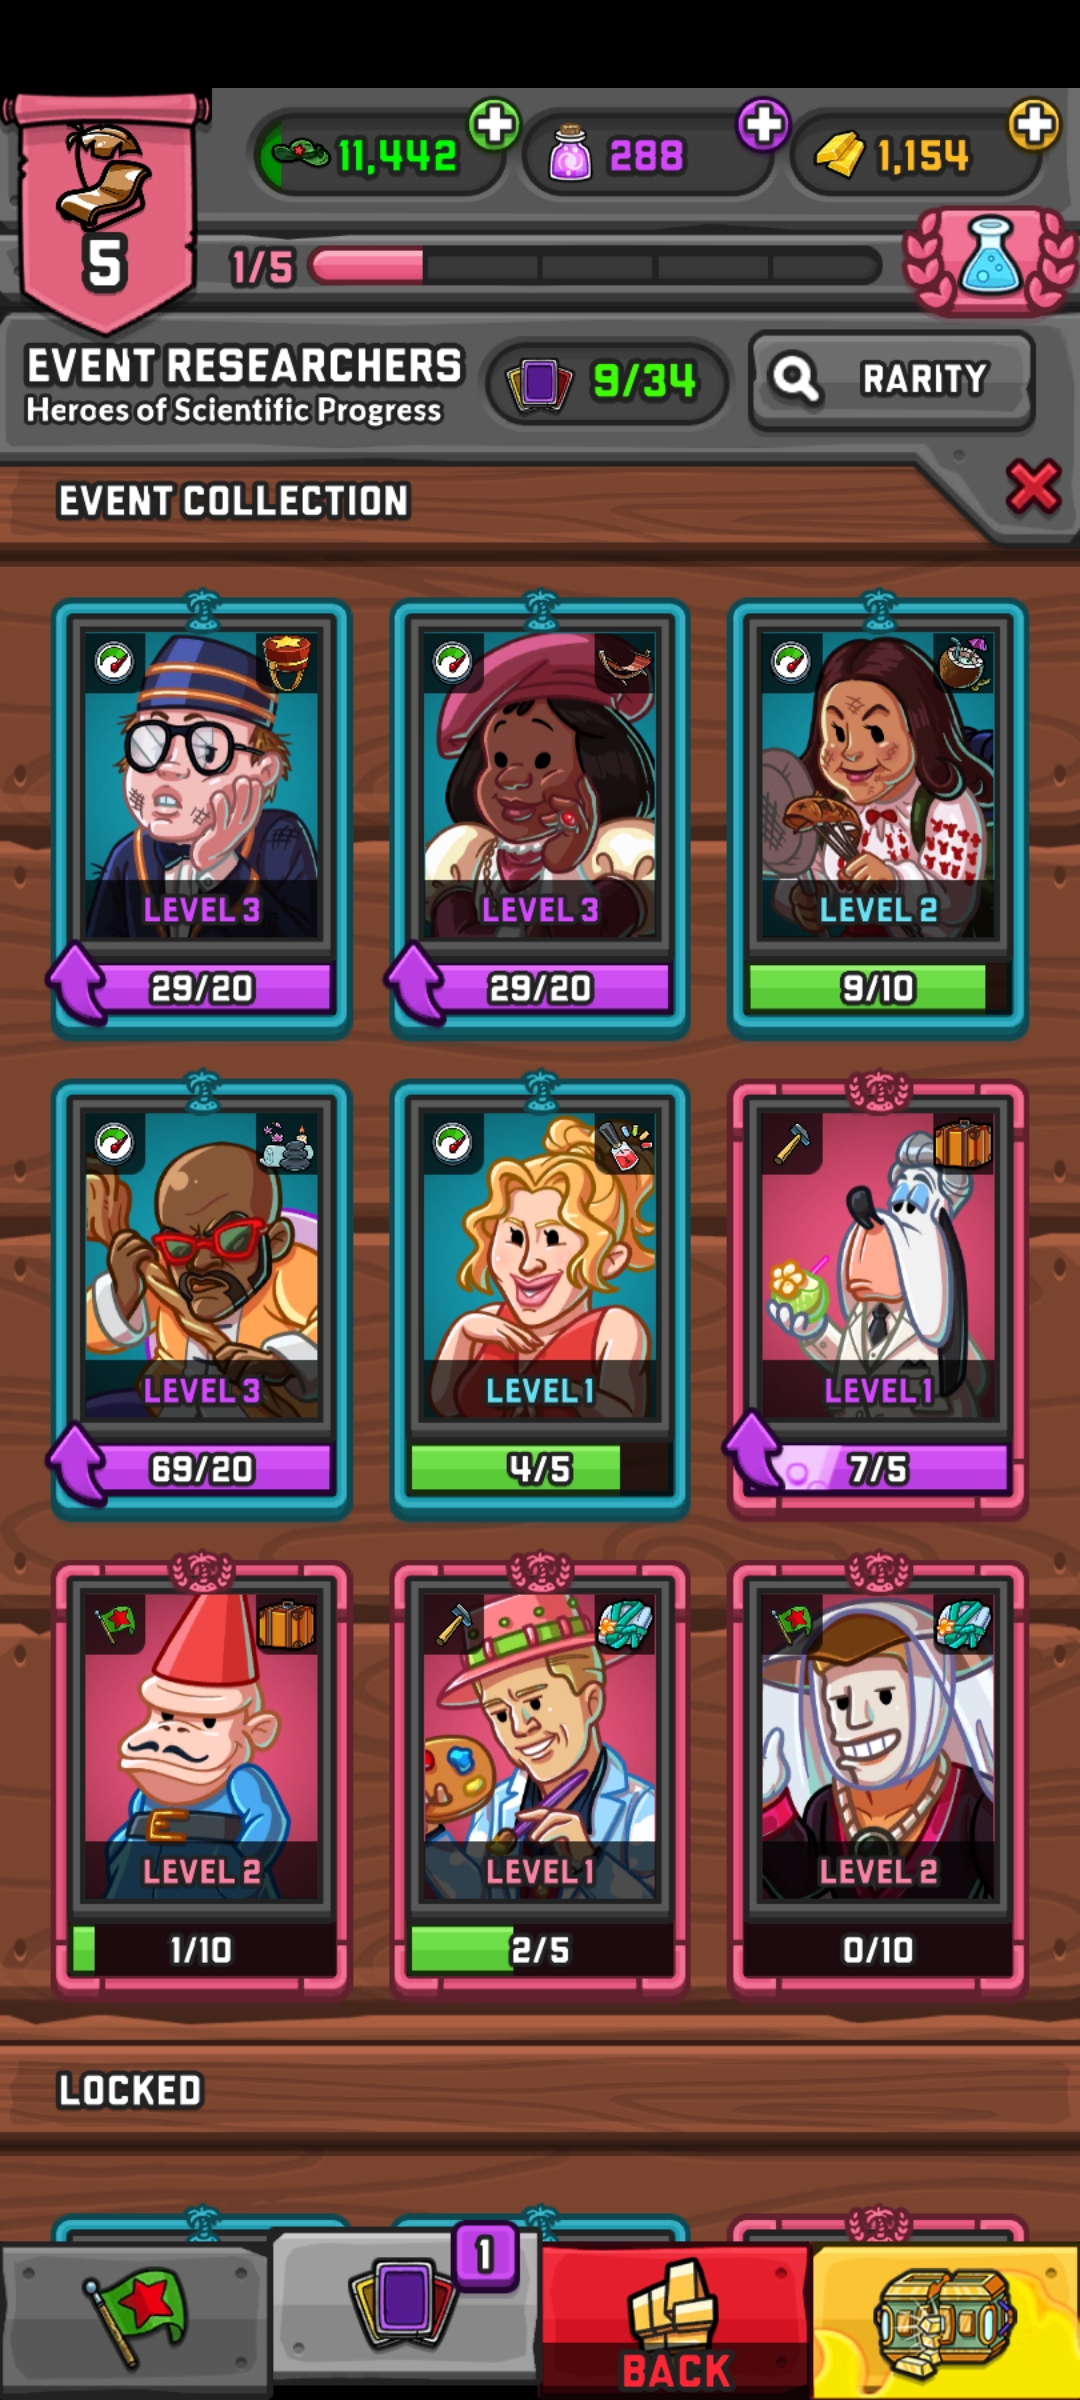 11,442
288
1,154
5
1/5
EVENT RESEARCHERS
Heroes of Scientific Progress
9/34
RARITY
EVENT COLLECTION
LEVEL 3
LEVEL 3
LEVEL 2
29/20
29/20
9/10
LEVEL 3
LEVEL 1
LEVEL 1
69/20
4/5
7/5
LEVEL 2
LEVEL 1
LEVEL 2
1/10
2/5
0/10
LOCKED
1
BACK